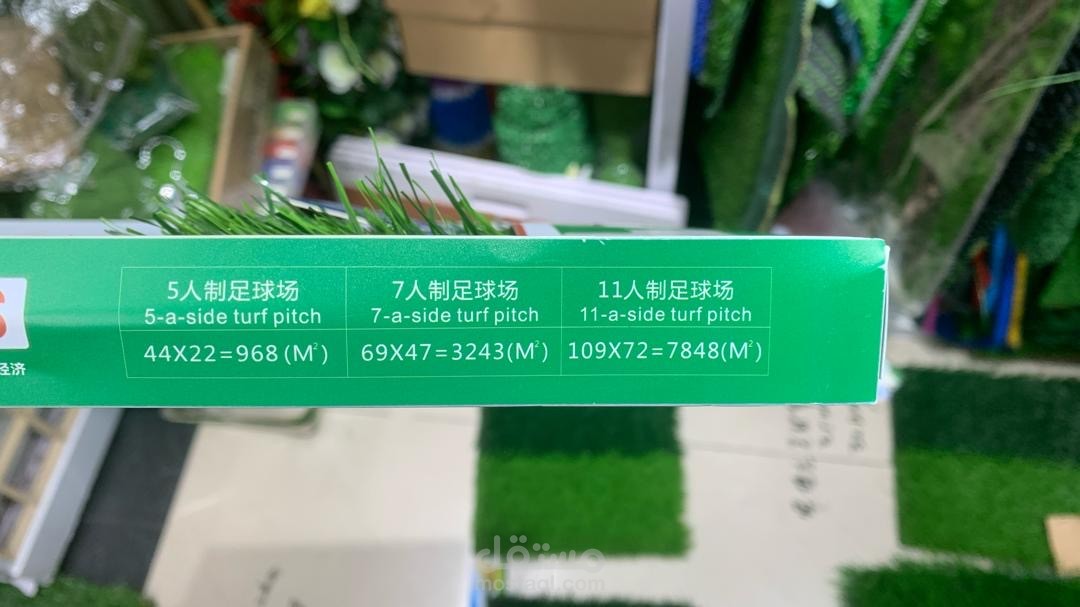 5人制足球场
5-a-side turf pitch
44X22=968(M²)
7人制足球场
7-a-side turf pitch
69X47=3243(M²)
11人制足球场
11-a-side turf pitch
109X72=7848(M²)
经济
مستقل
mostaql.com